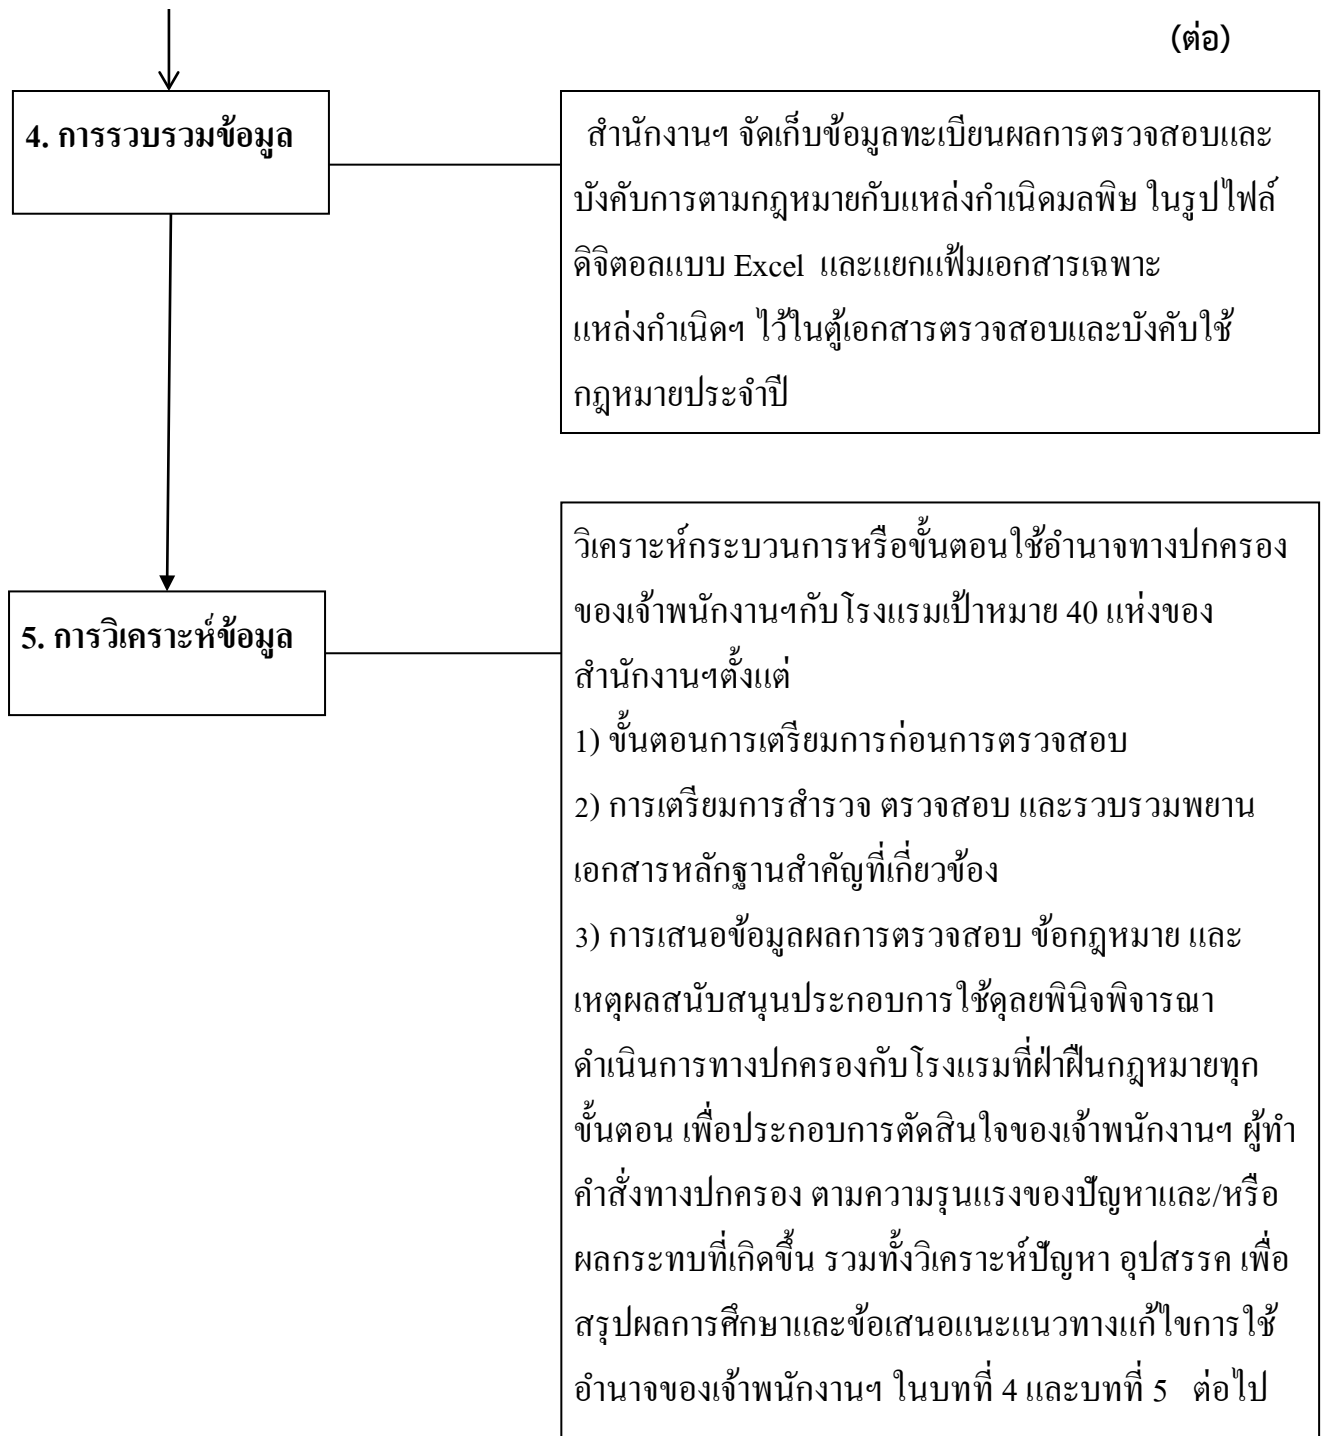 (ต่อ)
4. การรวบรวมข้อมูล
สำนักงานฯ จัดเก็บข้อมูลทะเบียนผลการตรวจสอบและ
บังคับการตามกฎหมายกับแหล่งกำเนิดมลพิษ ในรูปไฟล์
ดิจิตอลแบบ Excel และแยกแฟ้มเอกสารเฉพาะ
แหล่งกำเนิดฯ ไว้ในตู้เอกสารตรวจสอบและบังคับใช้
กฎหมายประจำปี
5. การวิเคราะห์ข้อมูล
วิเคราะห์กระบวนการหรือขั้นตอนใช้อำนาจทางปกครอง
ของเจ้าพนักงานฯกับโรงแรมเป้าหมาย 40 แห่งของ
สำนักงานฯตั้งแต่
1) ขั้นตอนการเตรียมการก่อนการตรวจสอบ
2) การเตรียมการสำรวจ ตรวจสอบ และรวบรวมพยาน
เอกสารหลักฐานสำคัญที่เกี่ยวข้อง
3) การเสนอข้อมูลผลการตรวจสอบ ข้อกฎหมาย และ
เหตุผลสนับสนุนประกอบการใช้ดุลยพินิจพิจารณา
ดำเนินการทางปกครองกับโรงแรมที่ฝ่าฝืนกฎหมายทุก
ขั้นตอน เพื่อประกอบการตัดสินใจของเจ้าพนักงานฯ ผู้ทำ
คำสั่งทางปกครอง ตามความรุนแรงของปัญหาและ/หรือ
ผลกระทบที่เกิดขึ้น รวมทั้งวิเคราะห์ปัญหา อุปสรรค เพื่อ
สรุปผลการศึกษาและข้อเสนอแนะแนวทางแก้ไขการใช้
อำนาจของเจ้าพนักงานฯ ในบทที่ 4 และบทที่ 5 ต่อไป